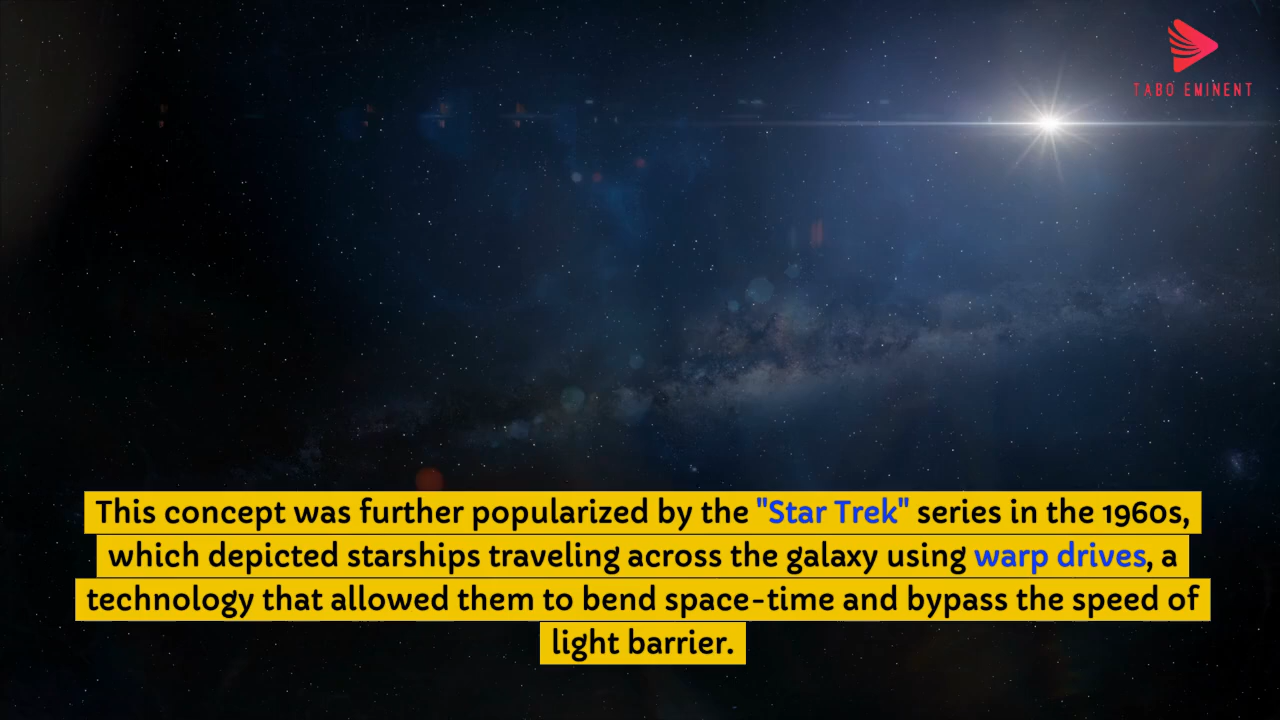 TABO EMINENT
This concept was further popularized by the "Star Trek" series in the 1960s,
which depicted starships traveling across the galaxy using warp drives, a
technology that allowed them to bend space-time and bypass the speed of
light barrier.